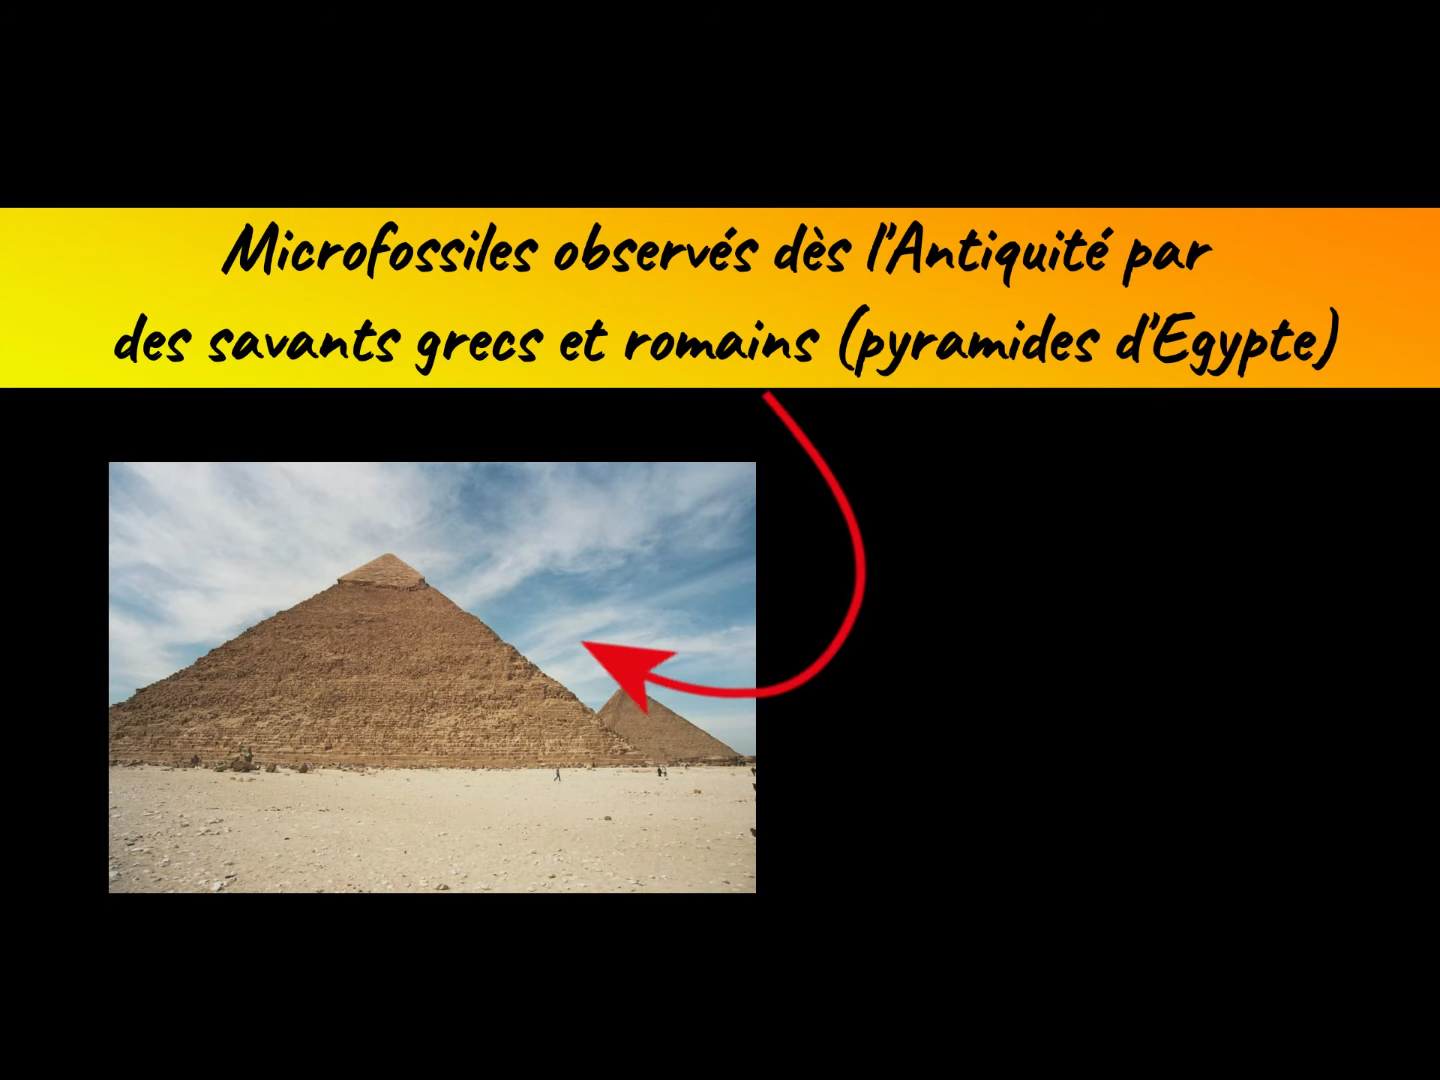 Microfossiles observés dès l'Antiquité par
des savants grecs et romains (pyramides d'Egypte)